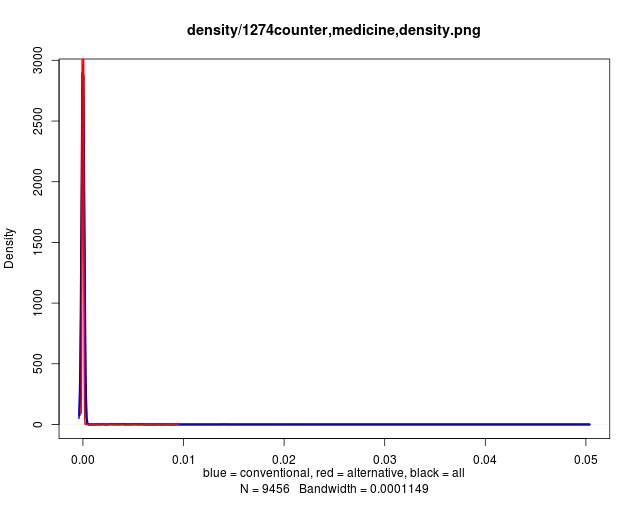 density/1274counter,medicine,density.png
3000
2500
2000
1500
1000
500
0
Density
0.00 0.01 0.02 0.03 0.04 0.05
blue = conventional, red = alternative, black = all
N = 9456 Bandwidth = 0.0001149